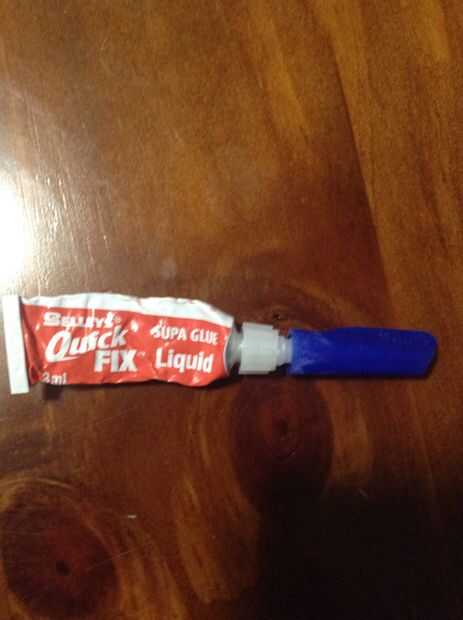 SELLEYS
Quick
FIX
SUPA GLUE
Liquid
3ml